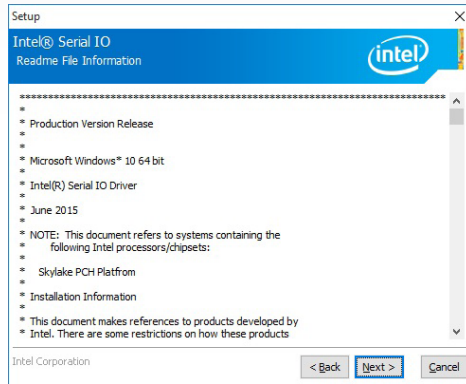 Setup
Intel® Serial IO
Readme File Information
intel
********************************************************************************
*
* Production Version Release
*
*
* Microsoft Windows* 10 64 bit
*
* Intel(R) Serial IO Driver
*
* June 2015
*
* NOTE: This document refers to systems containing the
* following Intel processors/chipsets:
*
* Skylake PCH Platfrom
*
* Installation Information
*
* This document makes references to products developed by
* Intel. There are some restrictions on how these products
Intel Corporation
< Back Next > Cancel